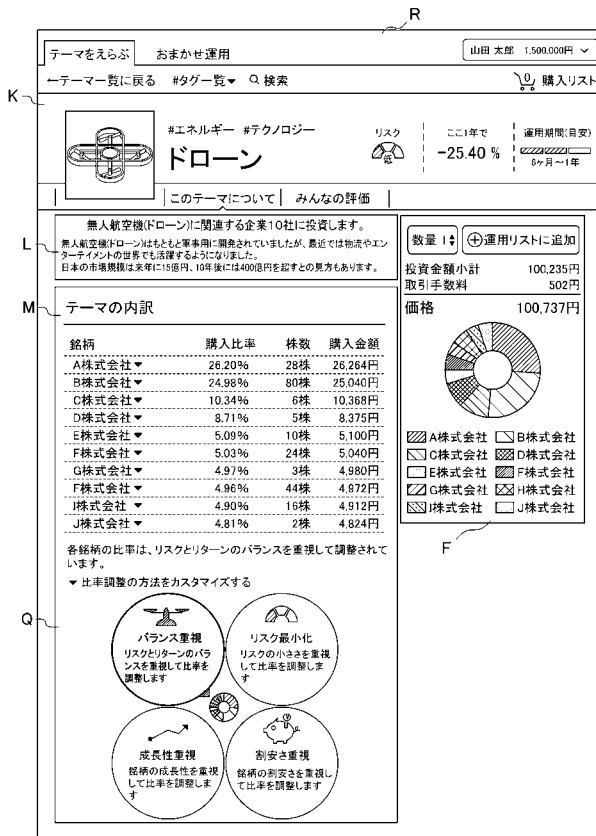 R
テーマをえらぶ おまかせ運用 山田 太郎 1,500,000円
←テーマ一覧に戻る #タグ一覧▼ 検索 0 購入リスト
K
#エネルギー #テクノロジー
ドローン
リスク
低
ここ1年で
-25.40 %
運用期間(目安)
6ヶ月〜1年
このテーマについて みんなの評価
L
無人航空機(ドローン)に関連する企業10社に投資します。
無人航空機(ドローン)はもともと軍事用に開発されていましたが、最近では物流やエン
ターテイメントの世界でも活躍するようになりました。
日本の市場規模は来年に15億円、10年後には400億円を超すとの見方もあります。
数量 1 ⊕運用リストに追加
投資金額小計 100,235円
取引手数料 502円
価格 100,737円
A株式会社 B株式会社
C株式会社 D株式会社
E株式会社 F株式会社
G株式会社 H株式会社
I株式会社 J株式会社
F
M
テーマの内訳
銘柄 購入比率 株数 購入金額
A株式会社▼ 26.20% 28株 26,264円
B株式会社▼ 24.98% 80株 25,040円
C株式会社▼ 10.34% 6株 10,368円
D株式会社▼ 8.71% 5株 8,375円
E株式会社▼ 5.09% 10株 5,100円
F株式会社▼ 5.03% 24株 5,040円
G株式会社▼ 4.97% 3株 4,980円
F株式会社▼ 4.96% 44株 4,972円
I株式会社▼ 4.90% 16株 4,912円
J株式会社▼ 4.81% 2株 4,824円
各銘柄の比率は、リスクとリターンのバランスを重視して調整されて
います。
▼ 比率調整の方法をカスタマイズする
Q
バランス重視
リスクとリターンのバラ
ンスを重視して比率を
調整します
リスク最小化
リスクの小ささを重視
して比率を調整しま
す
成長性重視
銘柄の成長性を重視
して比率を調整しま
す
割安さ重視
銘柄の割安さを重視し
て比率を調整します